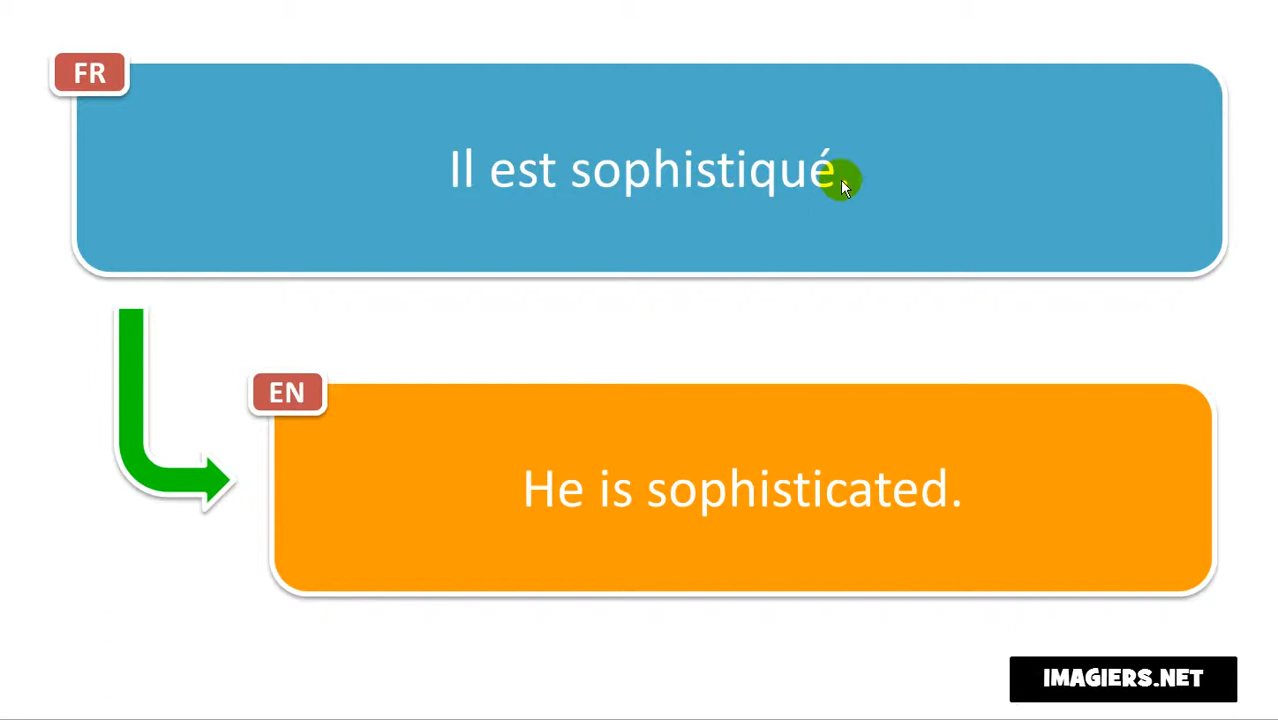 FR
Il est sophistiqué.
EN
He is sophisticated.
IMAGIERS.NET